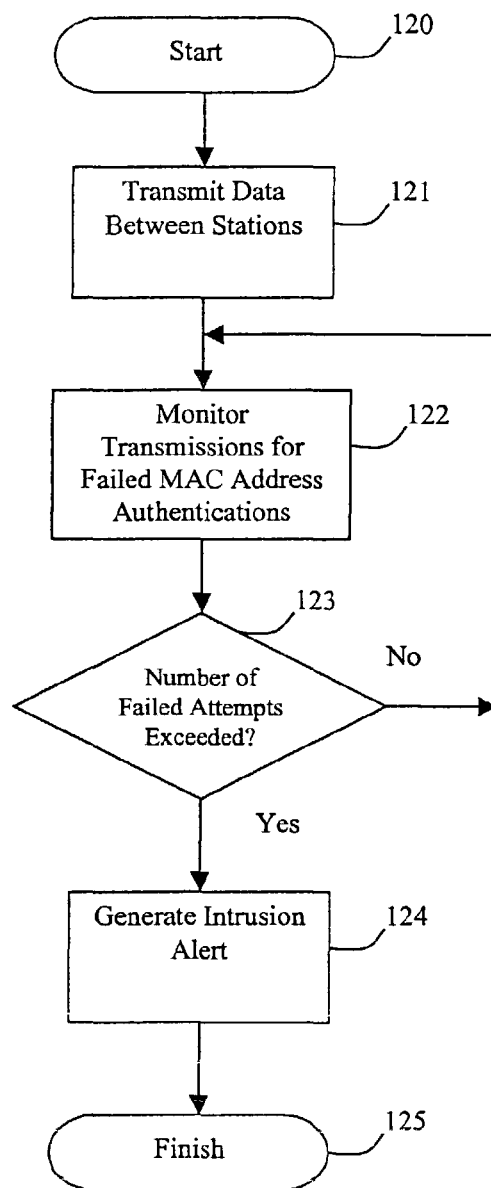 120
Start
121
Transmit Data
Between Stations
122
Monitor
Transmissions for
Failed MAC Address
Authentications
123
No
Number of
Failed Attempts
Exceeded?
Yes
124
Generate Intrusion
Alert
125
Finish